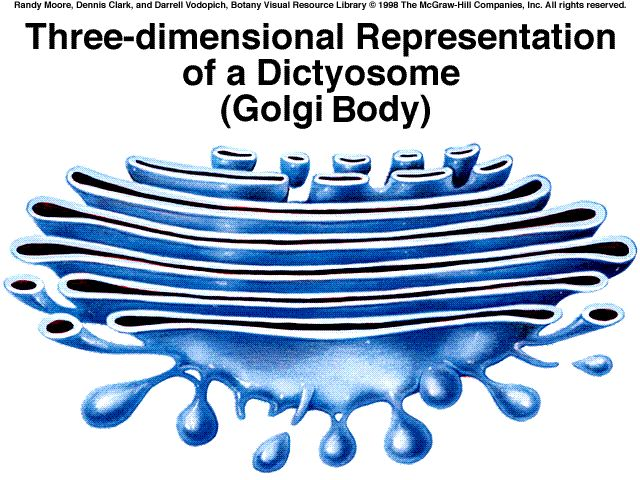 Randy Moore, Dennis Clark, and Darrell Vodopich, Botany Visual Resource Library © 1998 The McGraw-Hill Companies, Inc. All rights reserved.
Three-dimensional Representation
of a Dictyosome
(Golgi Body)